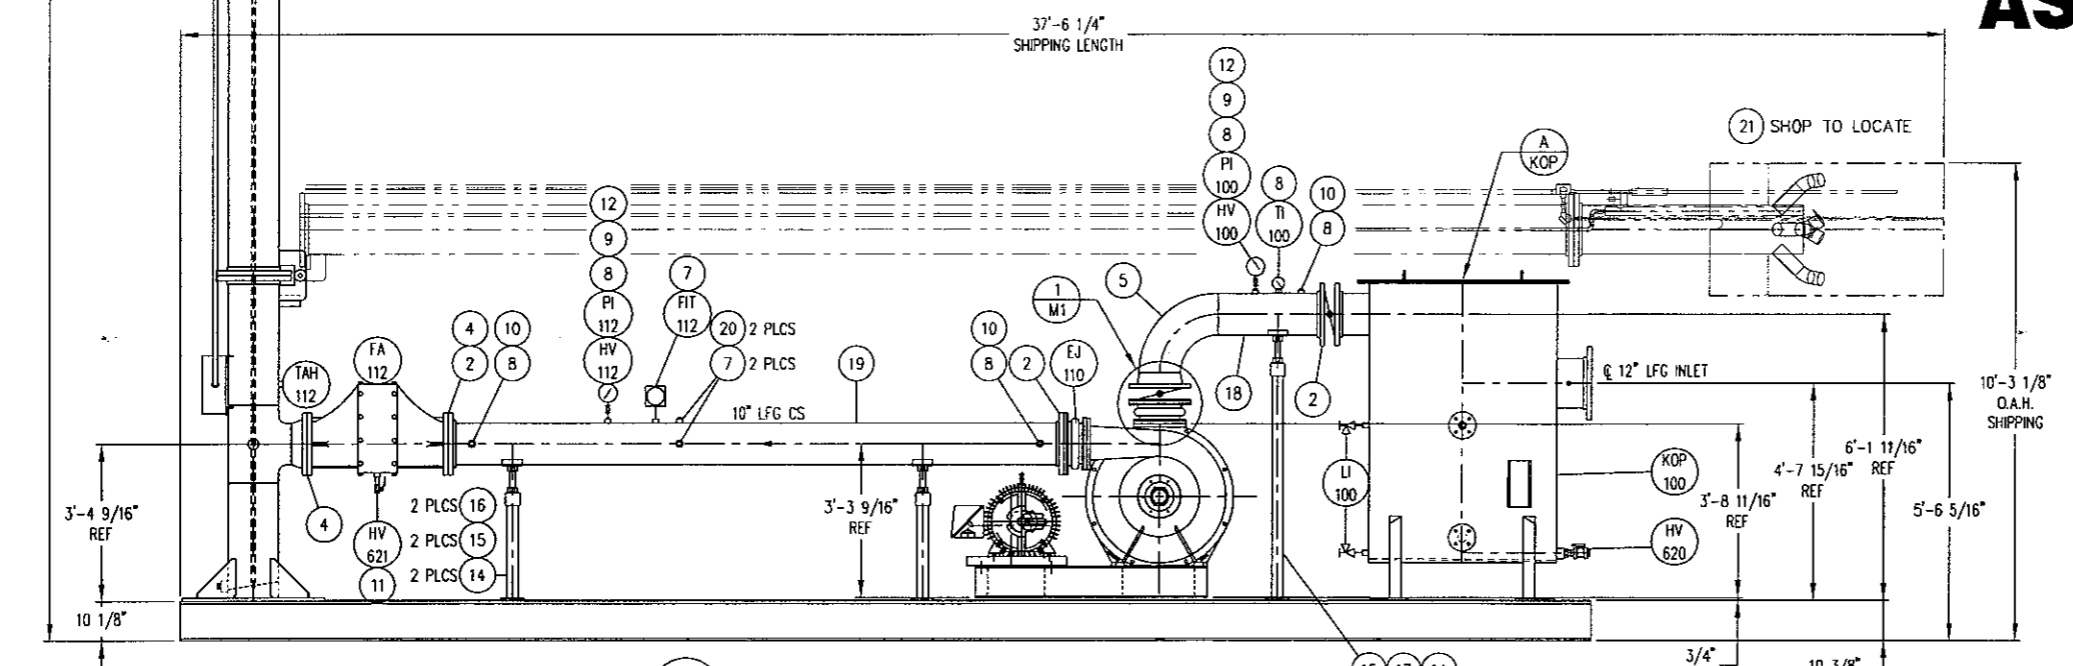 AS
37'-6 1/4"
SHIPPING LENGTH
12
9
8
PI
100
HV
100
8
TI
100
10
8
A
KOP
21 SHOP TO LOCATE
12
9
8
PI
112
HV
112
7
FIT
112
20 2 PLCS
7 2 PLCS
5
1
M1
4
2
10
8
FA
112
TAH
112
19
10
8
2
EJ
110
18
2
℄ 12" LFG INLET
10'-3 1/8"
O.A.H.
SHIPPING
10" LFG CS
6'-1 11/16"
REF
4'-7 15/16"
REF
3'-8 11/16"
REF
5'-6 5/16"
KOP
100
LI
100
HV
620
3'-4 9/16"
REF
4
HV
621
11
2 PLCS 16
2 PLCS 15
2 PLCS 14
3'-3 9/16"
REF
10 1/8"
3/4"
10 3/8"